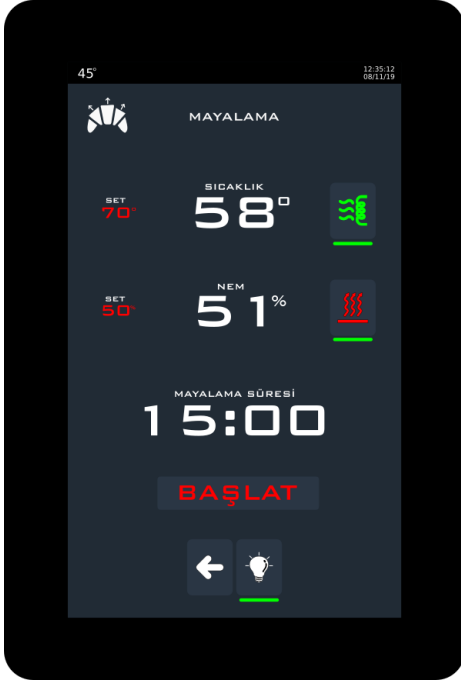 45°
12:35:12
08/11/19
MAYALAMA
SICAKLIK
SET
70°
58°
NEM
SET
50%
51%
MAYALAMA SÜRESİ
15:00
BAŞLAT